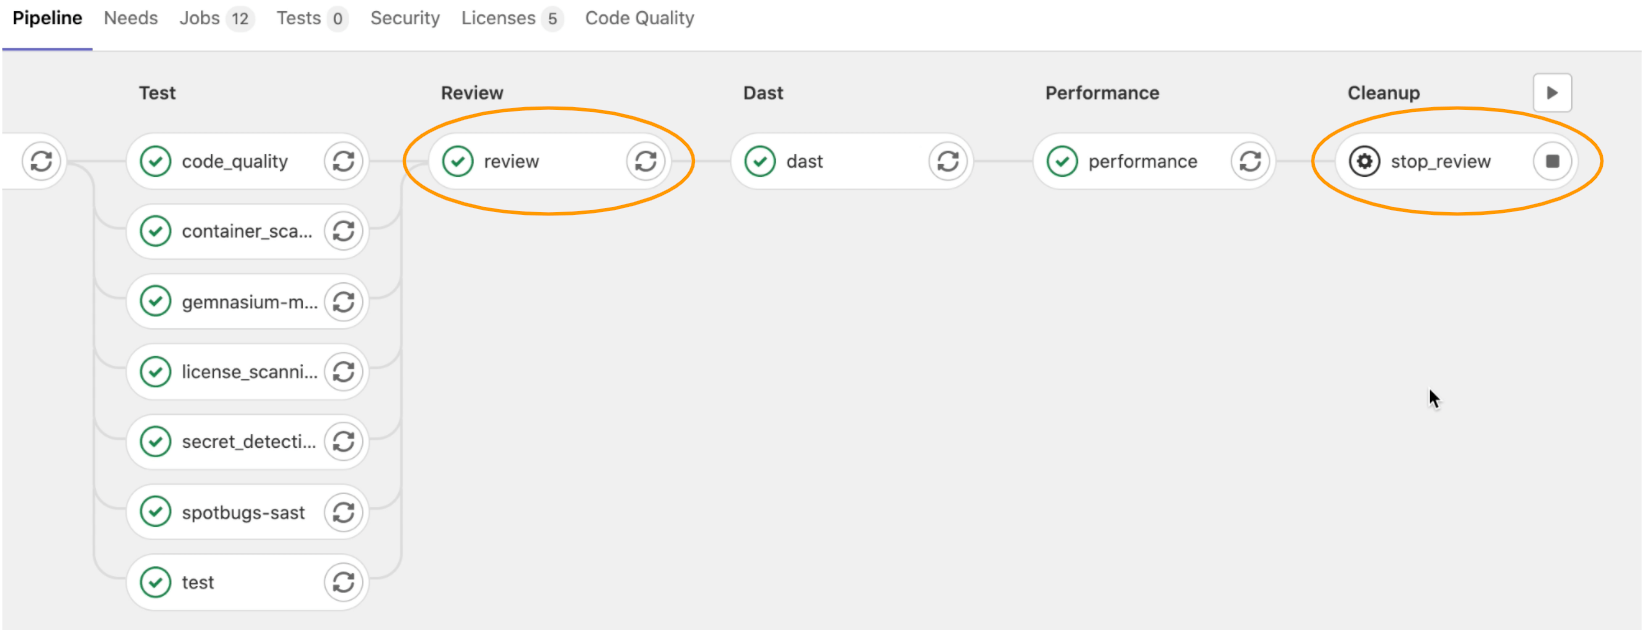 Pipeline Needs Jobs 12 Tests 0 Security Licenses 5 Code Quality
Test Review Dast Performance Cleanup
code_quality review dast performance stop_review
container_sca...
gemnasium-m...
license_scanni...
secret_detecti...
spotbugs-sast
test